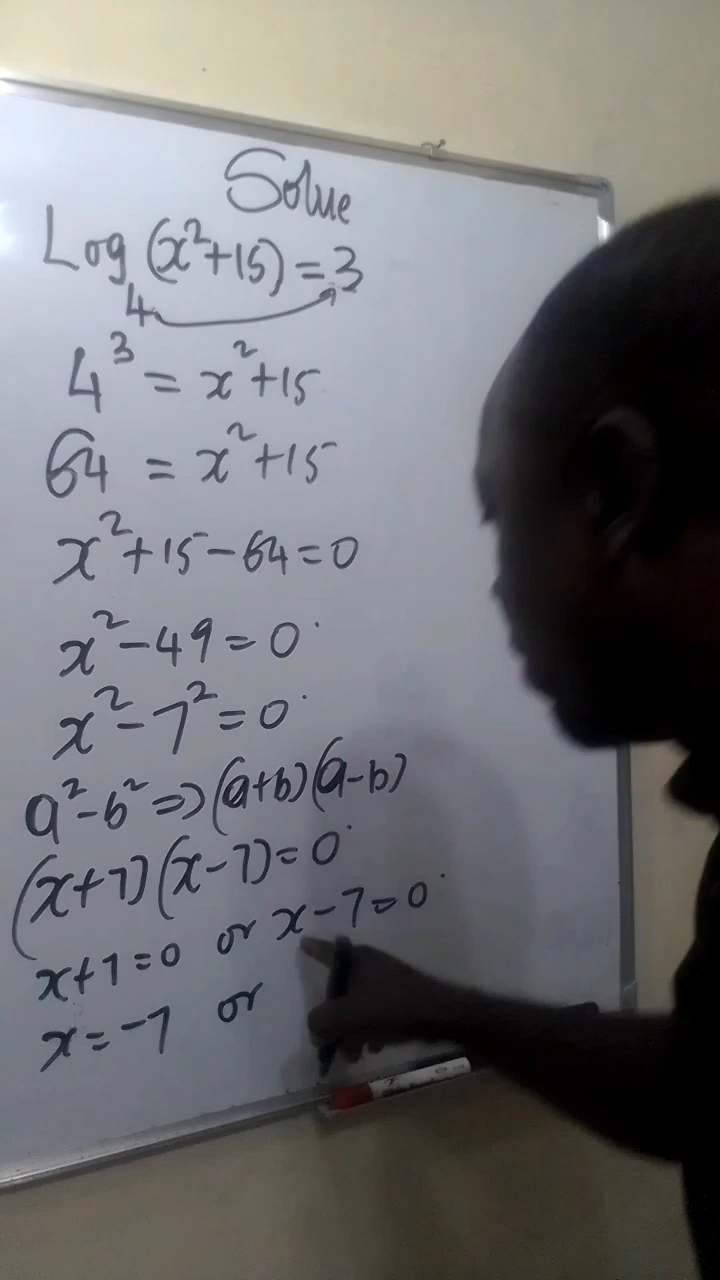 Solve
Log₄(x²+15)=3
4³ = x²+15
64 = x²+15
x²+15-64=0
x²-49=0
x²-7²=0
a²-b² => (a+b)(a-b)
(x+7)(x-7)=0
x+7=0 or x-7=0
x=-7 or